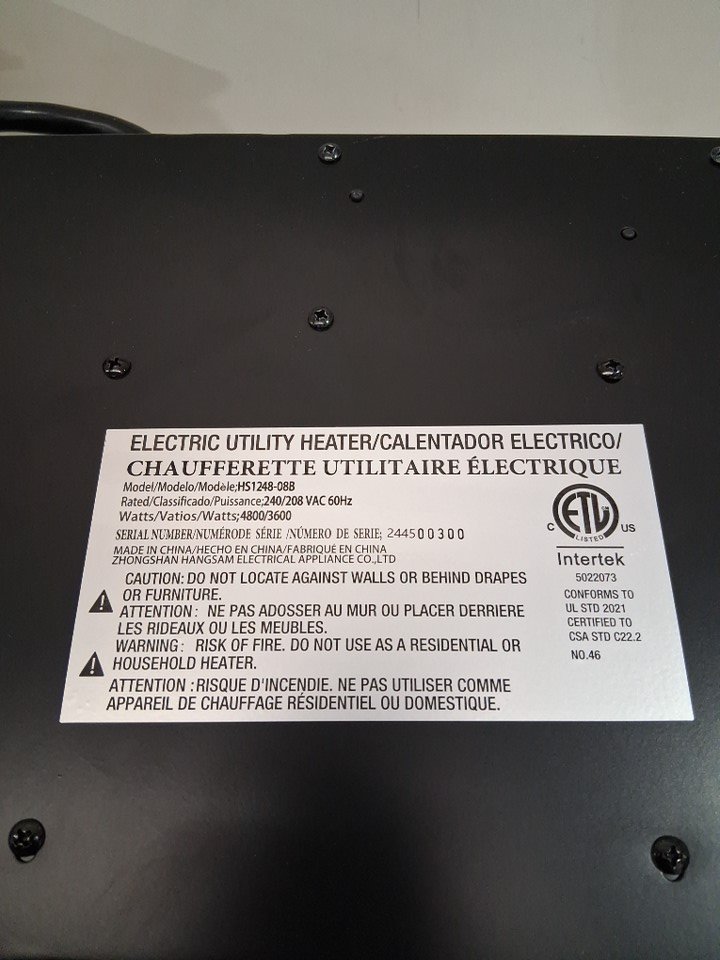 ELECTRIC UTILITY HEATER/CALENTADOR ELECTRICO/
CHAUFFERETTE UTILITAIRE ÉLECTRIQUE
Model/Modelo/Modèle;HS1248-08B
Rated/Classificado/Puissance;240/208 VAC 60Hz
Watts/Vatios/Watts;4800/3600
SERIAL NUMBER/NUMÉRODE SÉRIE /NÚMERO DE SERIE; 244500300
MADE IN CHINA/HECHO EN CHINA/FABRIQUÉ EN CHINA
ZHONGSHAN HANGSAM ELECTRICAL APPLIANCE CO.,LTD
CAUTION: DO NOT LOCATE AGAINST WALLS OR BEHIND DRAPES
OR FURNITURE.
ATTENTION : NE PAS ADOSSER AU MUR OU PLACER DERRIERE
LES RIDEAUX OU LES MEUBLES.
WARNING: RISK OF FIRE. DO NOT USE AS A RESIDENTIAL OR
HOUSEHOLD HEATER.
ATTENTION :RISQUE D'INCENDIE. NE PAS UTILISER COMME
APPAREIL DE CHAUFFAGE RÉSIDENTIEL OU DOMESTIQUE.
ETL
CM
LISTED
C US
Intertek
5022073
CONFORMS TO
UL STD 2021
CERTIFIED TO
CSA STD C22.2
NO.46